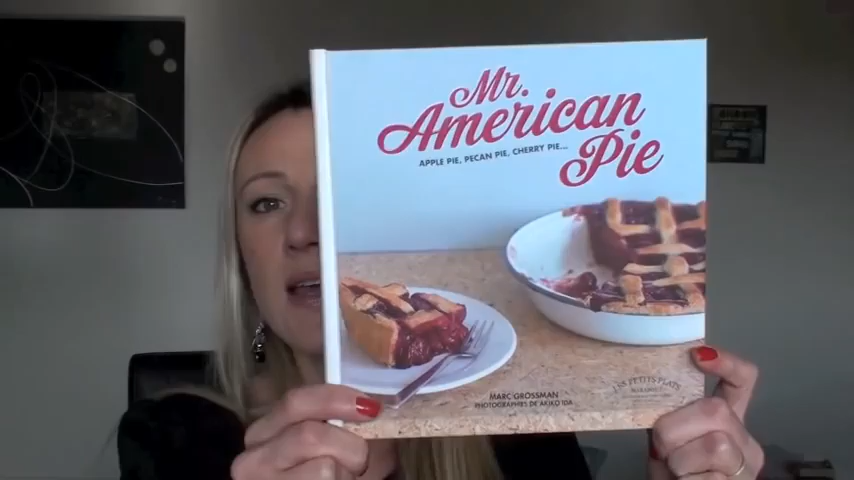 Mr.
American
Pie
APPLE PIE, PECAN PIE, CHERRY PIE...
MARC GROSSMAN
PHOTOGRAPHIES DE AKIKO IDA
LES PETITS PLATS